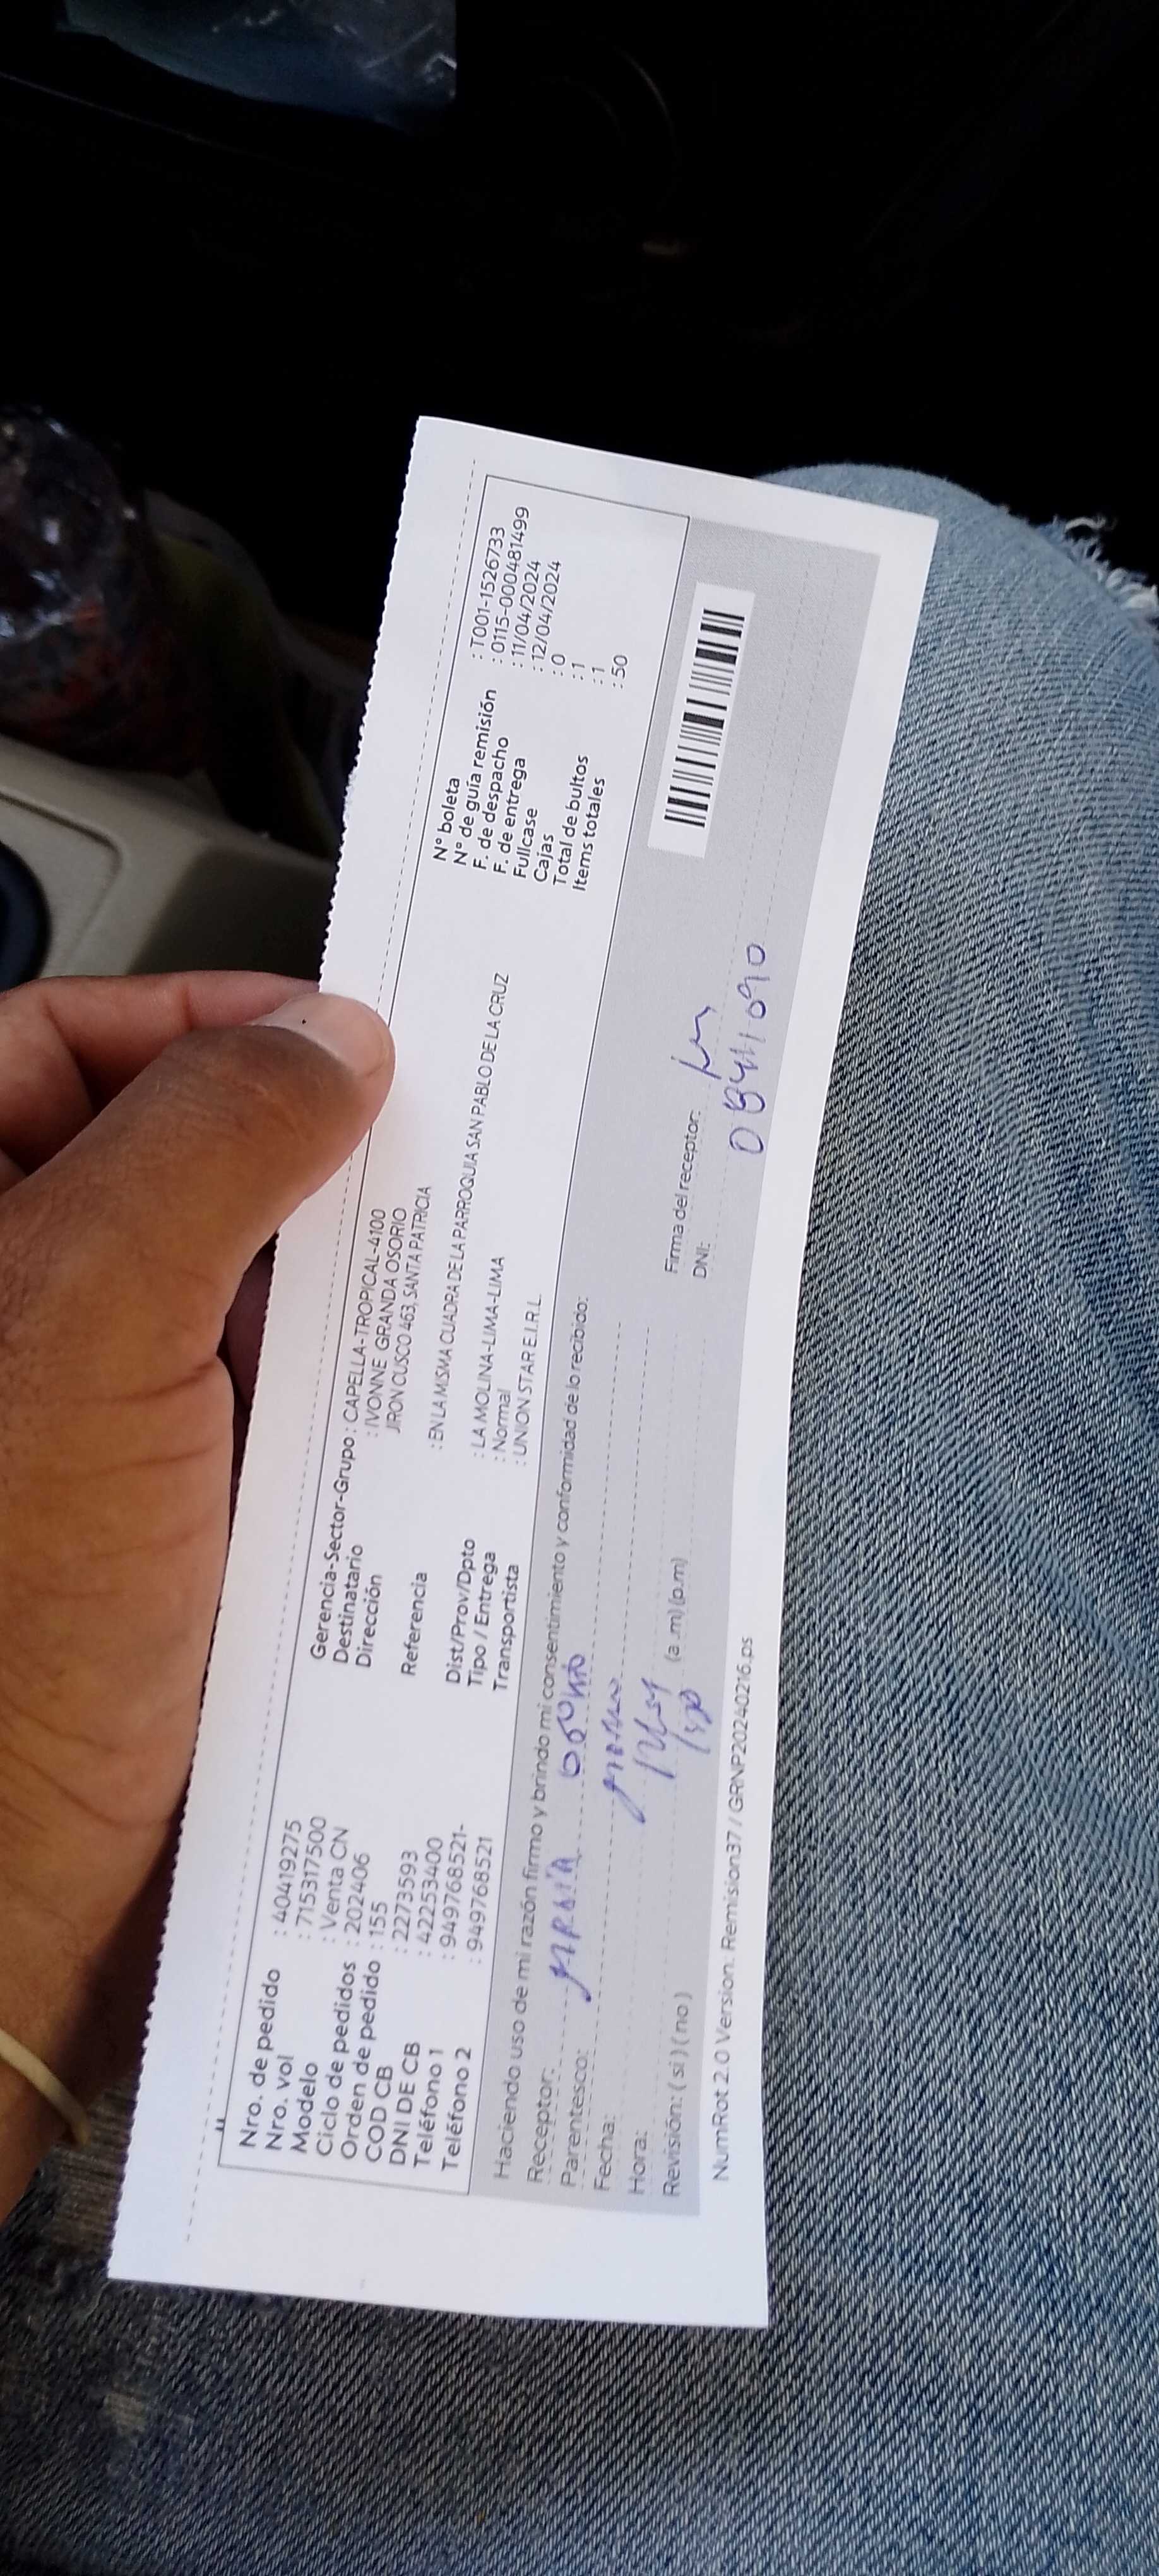 Nro. de pedido : 40419275
Nro. vol : 715317500
Modelo : Venta CN
Ciclo de pedidos : 202406
Orden de pedido : 155
COD CB : 2273593
DNI DE CB : 42253400
Teléfono 1 : 949768521-
Teléfono 2 : 949768521
Gerencia-Sector-Grupo : CAPELLA-TROPICAL-4100
Destinatario : IVONNE GRANDA OSORIO
Dirección JIRON CUSCO 463, SANTA PATRICIA
Referencia : EN LA MISMA CUADRA DE LA PARROQUIA SAN PABLO DE LA CRUZ
Dist/Prov/Dpto : LA MOLINA-LIMA-LIMA
Tipo / Entrega : Normal
Transportista : UNION STAR E.I.R.L.
N° boleta : T001-1526733
N° de guía remisión : 0115-0000481499
F. de despacho : 11/04/2024
F. de entrega : 12/04/2024
Fullcase : 0
Cajas : 1
Total de bultos : 1
Items totales : 50
Haciendo uso de mi razón firmo y brindo mi consentimiento y conformidad de lo recibido:
Receptor: MARIA OSORIO
Parentesco:
Fecha:
Hora: (a .m) (p.m)
Revisión: ( si ) ( no )
Firma del receptor:
DNI:
NumRot 2.0 Version. Remision37 / GRNP20240216.ps